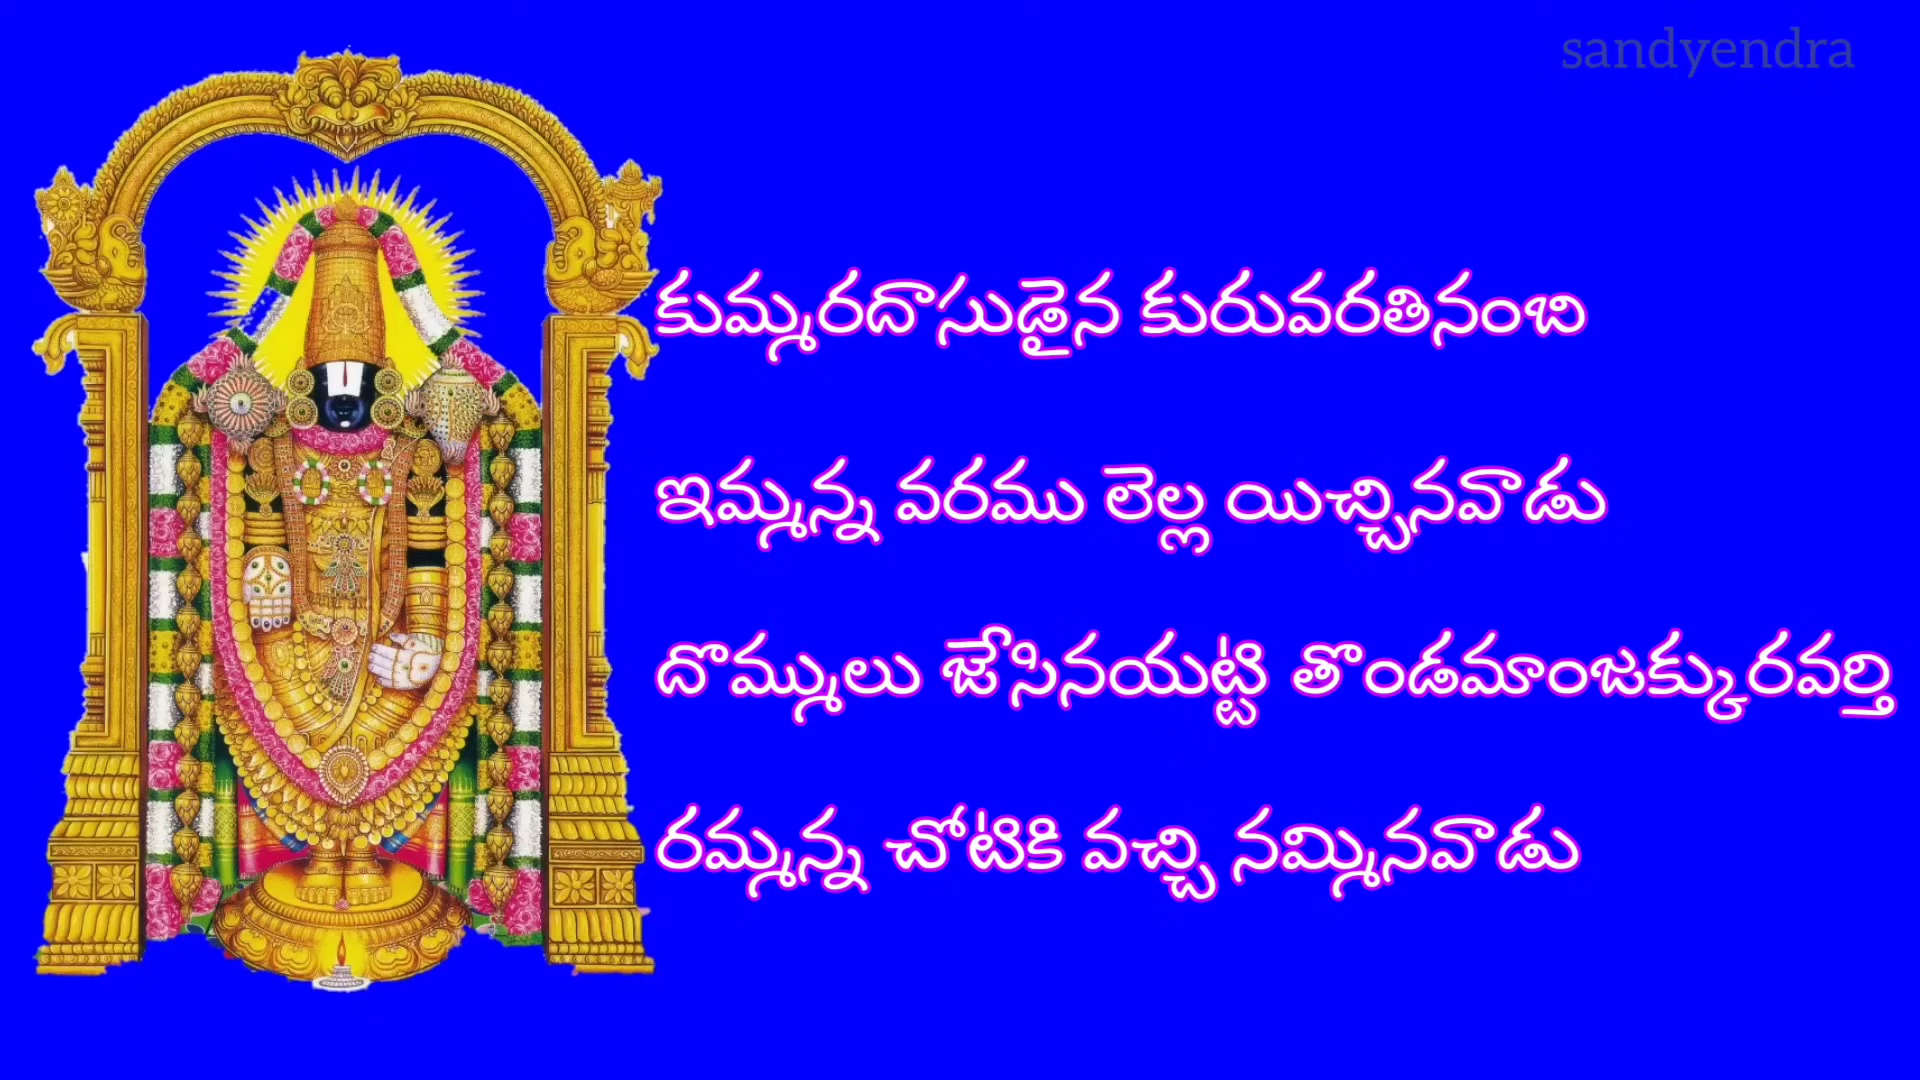 sandyendra
కుమ్మరదాసుడైన కురువరతినంబి
ఇమ్మన్న వరము లెల్ల యిచ్చినవాడు
దొమ్ములు జేసినయట్టి తొండమాంజక్కురవర్తి
రమ్మన్న చోటికి వచ్చి నమ్మినవాడు